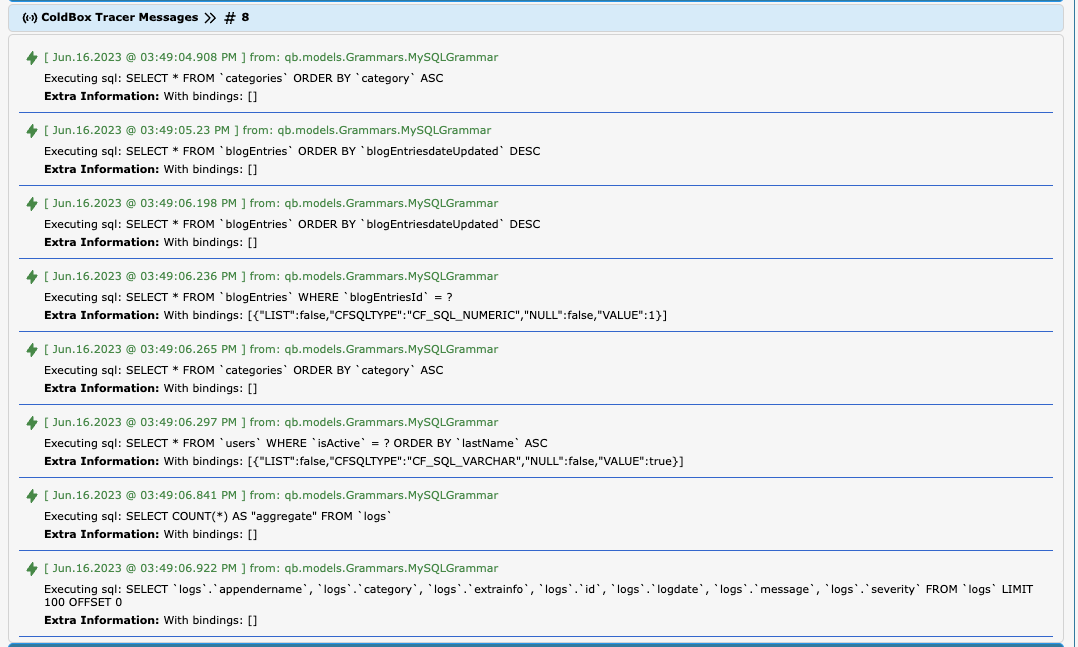 ColdBox Tracer Messages >> # 8
[ Jun.16.2023 @ 03:49:04.908 PM ] from: qb.models.Grammars.MySQLGrammar
Executing sql: SELECT * FROM `categories` ORDER BY `category` ASC
Extra Information: With bindings: []
[ Jun.16.2023 @ 03:49:05.23 PM ] from: qb.models.Grammars.MySQLGrammar
Executing sql: SELECT * FROM `blogEntries` ORDER BY `blogEntriesdateUpdated` DESC
Extra Information: With bindings: []
[ Jun.16.2023 @ 03:49:06.198 PM ] from: qb.models.Grammars.MySQLGrammar
Executing sql: SELECT * FROM `blogEntries` ORDER BY `blogEntriesdateUpdated` DESC
Extra Information: With bindings: []
[ Jun.16.2023 @ 03:49:06.236 PM ] from: qb.models.Grammars.MySQLGrammar
Executing sql: SELECT * FROM `blogEntries` WHERE `blogEntriesId` = ?
Extra Information: With bindings: [{"LIST":false,"CFSQLTYPE":"CF_SQL_NUMERIC","NULL":false,"VALUE":1}]
[ Jun.16.2023 @ 03:49:06.265 PM ] from: qb.models.Grammars.MySQLGrammar
Executing sql: SELECT * FROM `categories` ORDER BY `category` ASC
Extra Information: With bindings: []
[ Jun.16.2023 @ 03:49:06.297 PM ] from: qb.models.Grammars.MySQLGrammar
Executing sql: SELECT * FROM `users` WHERE `isActive` = ? ORDER BY `lastName` ASC
Extra Information: With bindings: [{"LIST":false,"CFSQLTYPE":"CF_SQL_VARCHAR","NULL":false,"VALUE":true}]
[ Jun.16.2023 @ 03:49:06.841 PM ] from: qb.models.Grammars.MySQLGrammar
Executing sql: SELECT COUNT(*) AS "aggregate" FROM `logs`
Extra Information: With bindings: []
[ Jun.16.2023 @ 03:49:06.922 PM ] from: qb.models.Grammars.MySQLGrammar
Executing sql: SELECT `logs`.`appendername`, `logs`.`category`, `logs`.`extrainfo`, `logs`.`id`, `logs`.`logdate`, `logs`.`message`, `logs`.`severity` FROM `logs` LIMIT
100 OFFSET 0
Extra Information: With bindings: []